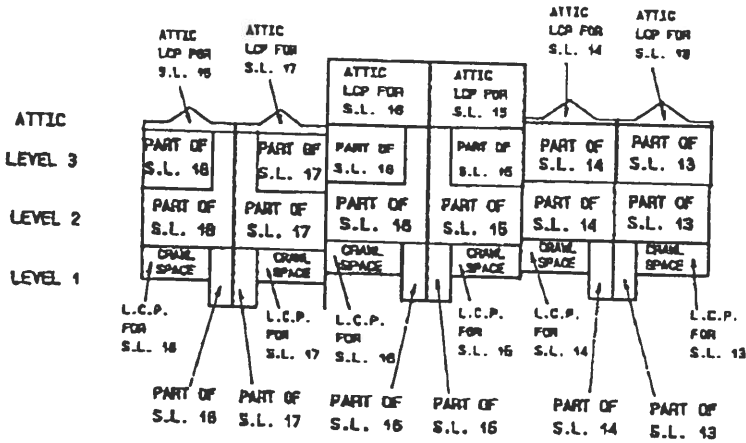 ATTIC
LCP FOR
S.L. 18
ATTIC
LCP FOR
S.L. 17
ATTIC
LCP FOR
S.L. 16
ATTIC
LCP FOR
S.L. 15
ATTIC
LCP FOR
S.L. 14
ATTIC
LCP FOR
S.L. 13
ATTIC
LEVEL 3
PART OF
S.L. 18
PART OF
S.L. 17
PART OF
S.L. 16
PART OF
S.L. 15
PART OF
S.L. 14
PART OF
S.L. 13
LEVEL 2
PART OF
S.L. 18
PART OF
S.L. 17
PART OF
S.L. 16
PART OF
S.L. 15
PART OF
S.L. 14
PART OF
S.L. 13
LEVEL 1
CRAWL
SPACE
CRAWL
SPACE
CRAWL
SPACE
CRAWL
SPACE
CRAWL
SPACE
CRAWL
SPACE
L.C.P.
FOR
S.L. 18
L.C.P.
FOR
S.L. 17
L.C.P.
FOR
S.L. 16
L.C.P.
FOR
S.L. 15
L.C.P.
FOR
S.L. 14
L.C.P.
FOR
S.L. 13
PART OF
S.L. 18
PART OF
S.L. 17
PART OF
S.L. 16
PART OF
S.L. 15
PART OF
S.L. 14
PART OF
S.L. 13